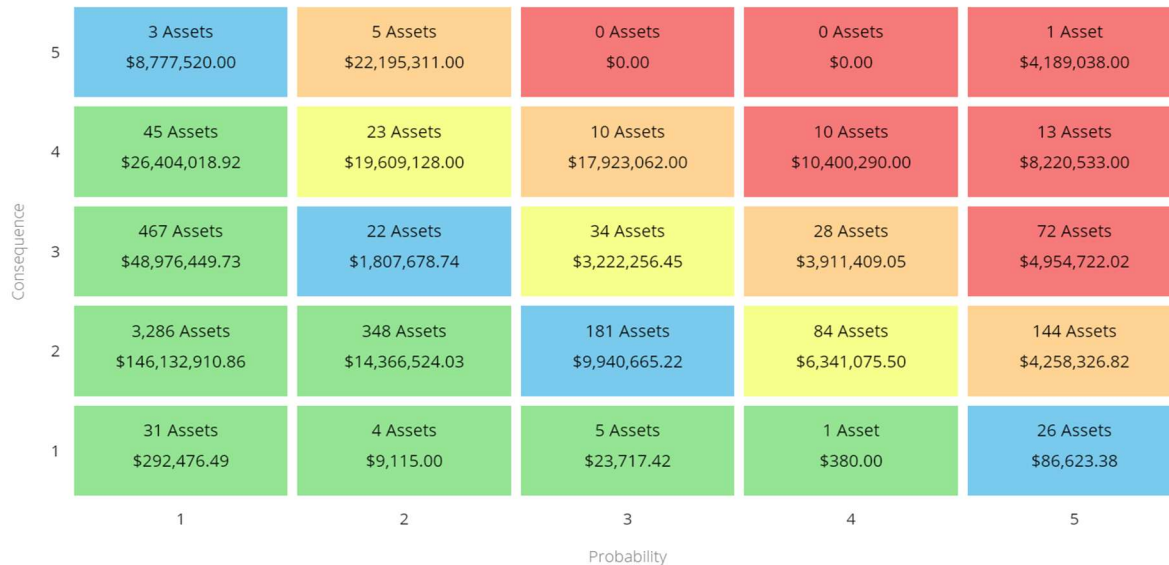 3 Assets
$8,777,520.00
5 Assets
$22,195,311.00
0 Assets
$0.00
0 Assets
$0.00
1 Asset
$4,189,038.00
5
45 Assets
$26,404,018.92
23 Assets
$19,609,128.00
10 Assets
$17,923,062.00
10 Assets
$10,400,290.00
13 Assets
$8,220,533.00
4
Consequence
467 Assets
$48,976,449.73
22 Assets
$1,807,678.74
34 Assets
$3,222,256.45
28 Assets
$3,911,409.05
72 Assets
$4,954,722.02
3
3,286 Assets
$146,132,910.86
348 Assets
$14,366,524.03
181 Assets
$9,940,665.22
84 Assets
$6,341,075.50
144 Assets
$4,258,326.82
2
31 Assets
$292,476.49
4 Assets
$9,115.00
5 Assets
$23,717.42
1 Asset
$380.00
26 Assets
$86,623.38
1
1
2
3
4
5
Probability